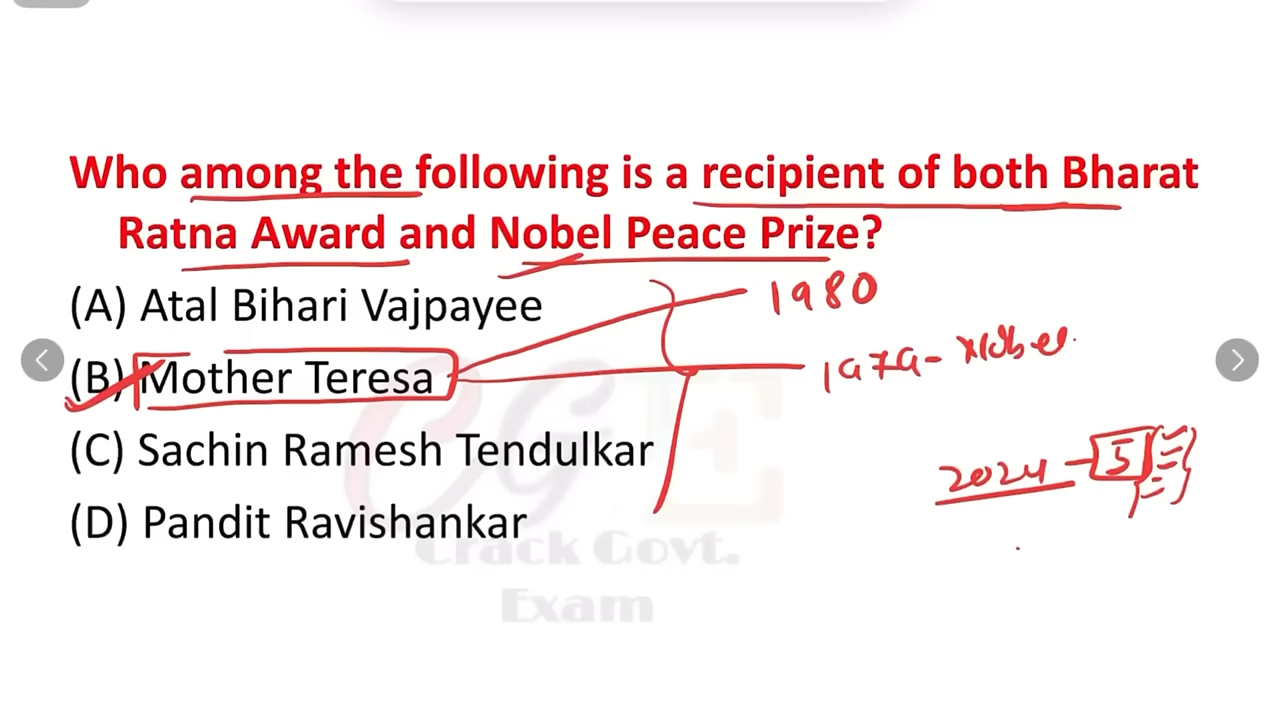 Who among the following is a recipient of both Bharat
Ratna Award and Nobel Peace Prize?
(A) Atal Bihari Vajpayee
1980
(B) Mother Teresa
1979- Nobel
(C) Sachin Ramesh Tendulkar
2024 - 5
(D) Pandit Ravishankar
Crack Govt.
Exam